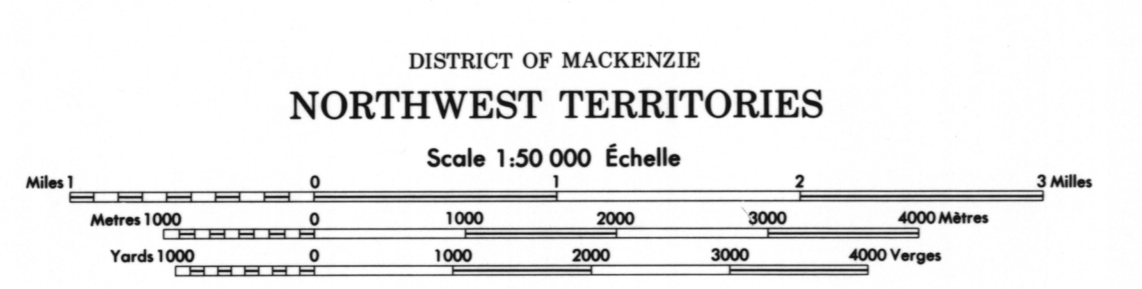 DISTRICT OF MACKENZIE
NORTHWEST TERRITORIES
Scale 1:50 000 Échelle
Miles 1 0 1 2 3 Milles
Metres 1000 0 1000 2000 3000 4000 Mètres
Yards 1000 0 1000 2000 3000 4000 Verges